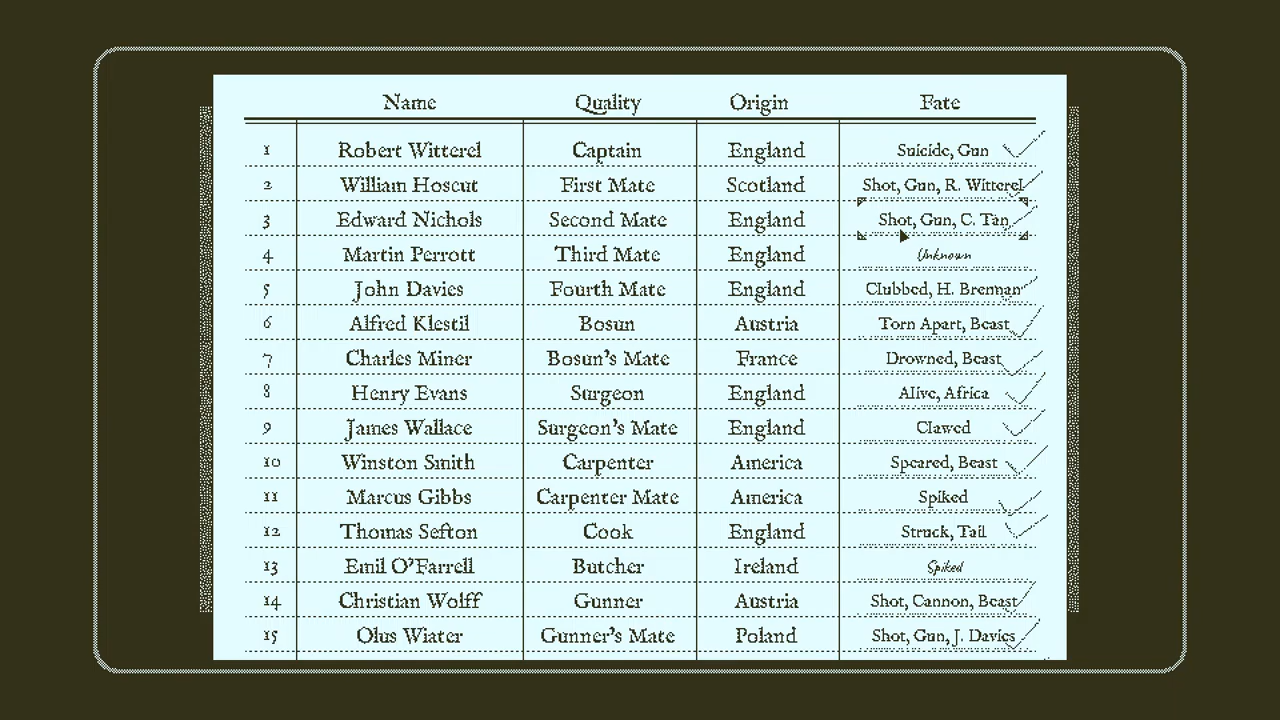 Name Quality Origin Fate
1 Robert Witterel Captain England Suicide, Gun
2 William Hoscut First Mate Scotland Shot, Gun, R. Witterel
3 Edward Nichols Second Mate England Shot, Gun, C. Tan
4 Martin Perrott Third Mate England Unknown
5 John Davies Fourth Mate England Clubbed, H. Brennan
6 Alfred Klestil Bosun Austria Torn Apart, Beast
7 Charles Miner Bosun's Mate France Drowned, Beast
8 Henry Evans Surgeon England Alive, Africa
9 James Wallace Surgeon's Mate England Clawed
10 Winston Smith Carpenter America Speared, Beast
11 Marcus Gibbs Carpenter Mate America Spiked
12 Thomas Sefton Cook England Struck, Tail
13 Emil O'Farrell Butcher Ireland Spiked
14 Christian Wolff Gunner Austria Shot, Cannon, Beast
15 Olus Wiater Gunner's Mate Poland Shot, Gun, J. Davies